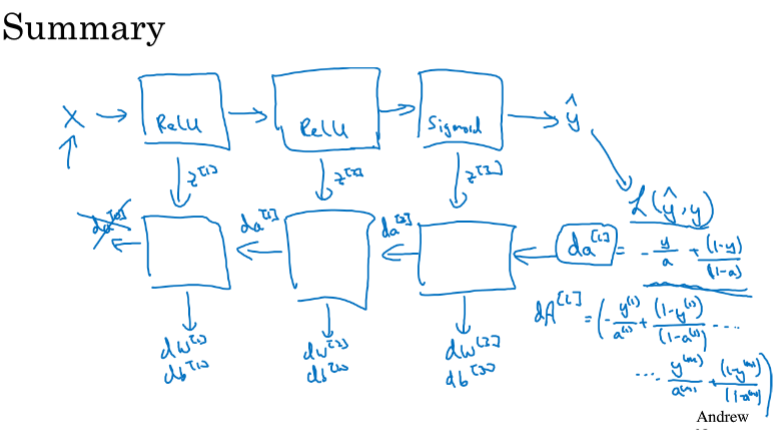 Summary
X → ReLU → ReLU → Sigmoid → ŷ
z^[1] z^[2] z^[3]
L(ŷ,y)
da^[0] da^[1] da^[2] da^[L] = - y/a + (1-y)/(1-a)
dA^[L] = (- y^(1)/a^(1) + (1-y^(1))/(1-a^(1)) ....
dw^[1] dw^[2] dw^[3]
db^[1] db^[2] db^[3]
.... y^(m)/a^(m) + (1-y^(m))/(1-a^(m)))
Andrew